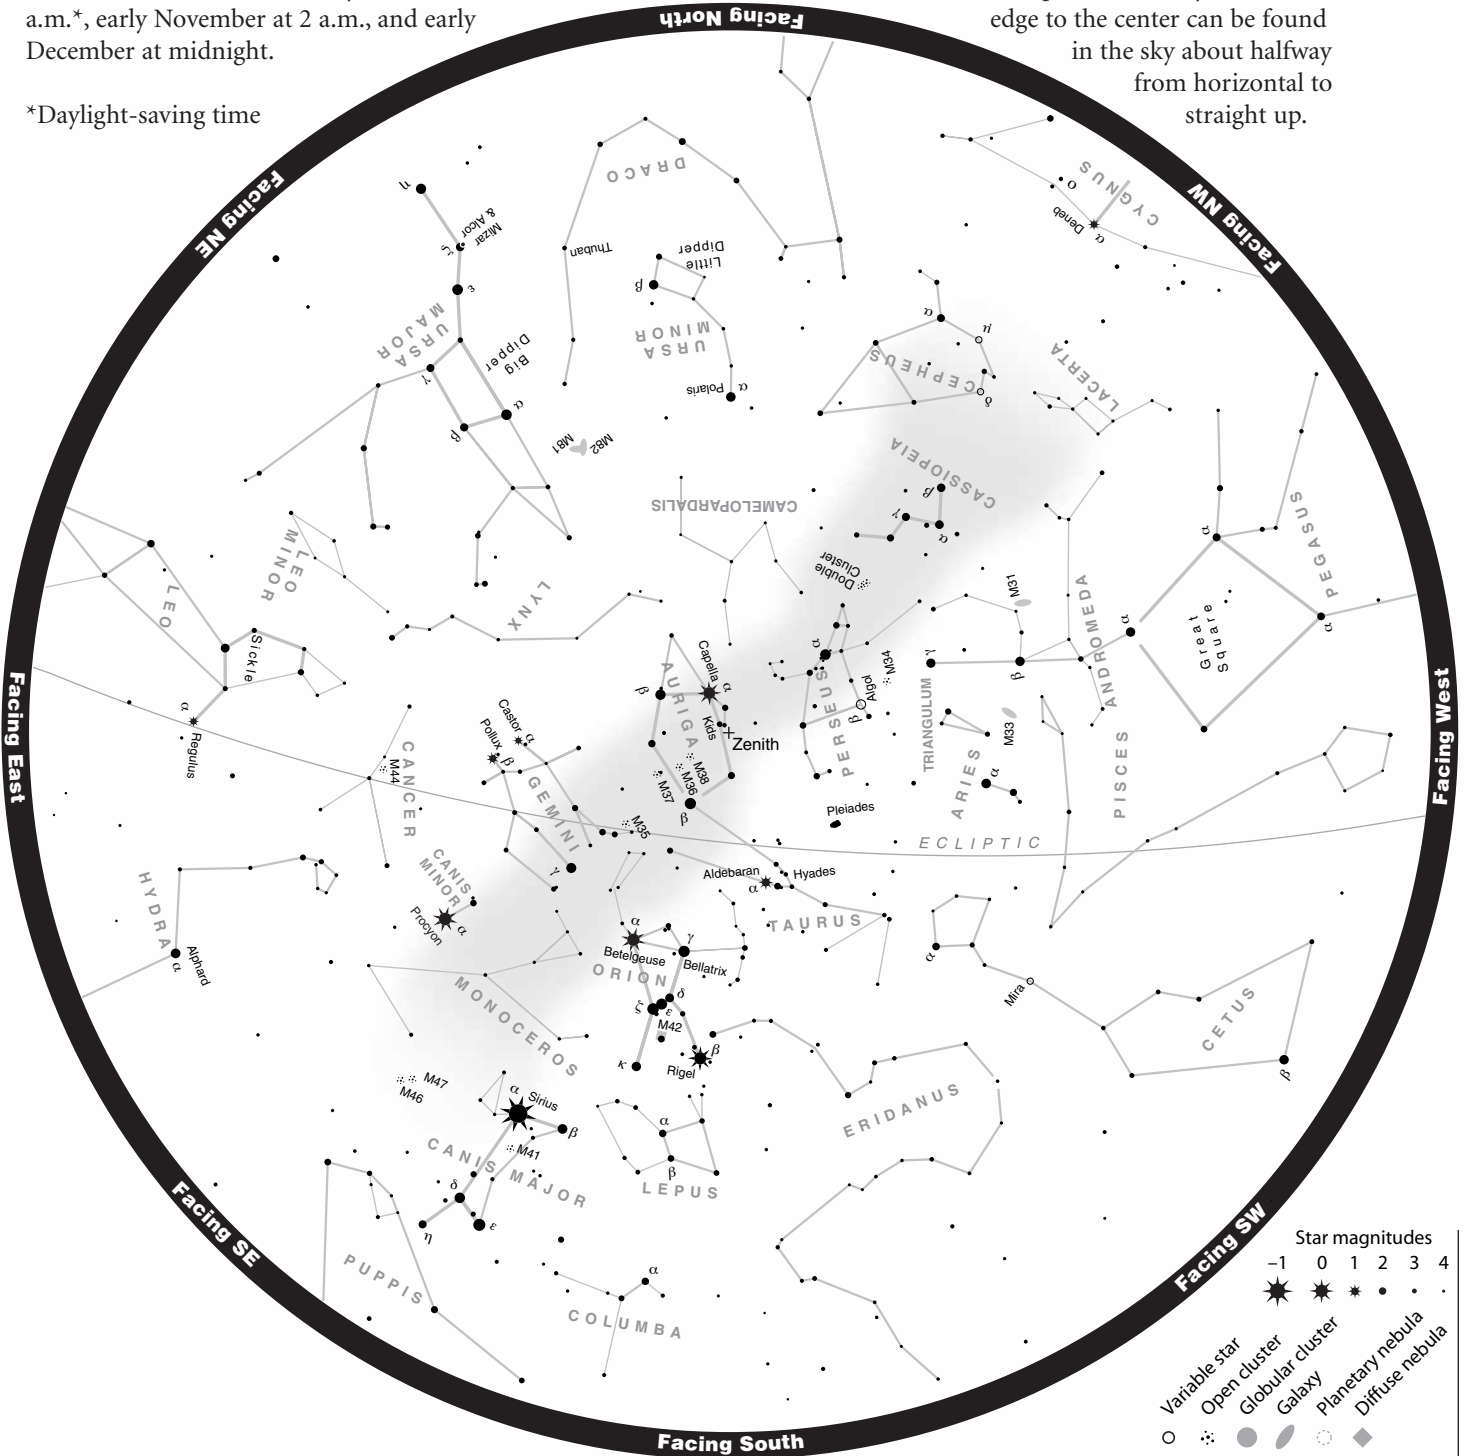 a.m.*, early November at 2 a.m., and early
December at midnight.
*Daylight-saving time
edge to the center can be found
in the sky about halfway
from horizontal to
straight up.
Facing North
Facing NE
Facing NW
DRACO
CYGNUS
ο
Deneb
α
η
Mizar
& Alcor
ζ
ε
Thuban
Little
Dipper
β
URSA
MINOR
Polaris
α
URSA
MAJOR
Big
Dipper
γ
α
β
M81
M82
α
μ
CEPHEUS
δ
LACERTA
CASSIOPEIA
β
γ
α
CAMELOPARDALIS
Double
Cluster
PEGASUS
α
α
Great
Square
α
ANDROMEDA
M31
β
γ
LEO
MINOR
LEO
Sickle
α
Regulus
LYNX
AURIGA
Capella
α
β
Kids
Zenith
M38
M36
M37
β
PERSEUS
α
Algol
β
M34
TRIANGULUM
M33
ARIES
α
PISCES
Facing East
Facing West
Castor
α
Pollux
β
GEMINI
γ
M35
CANCER
M44
Pleiades
ECLIPTIC
Aldebaran
α
Hyades
TAURUS
CANIS
MINOR
Procyon
α
HYDRA
Alphard
α
α
Betelgeuse
γ
Bellatrix
ORION
δ
ζ
ε
M42
κ
β
Rigel
MONOCEROS
α
Mira
CETUS
β
M47
M46
α
Sirius
β
M41
CANIS MAJOR
δ
ε
η
α
β
LEPUS
ERIDANUS
PUPPIS
α
COLUMBA
Facing SE
Facing SW
Facing South
Star magnitudes
–1 0 1 2 3 4
Variable star
Open cluster
Globular cluster
Galaxy
Planetary nebula
Diffuse nebula